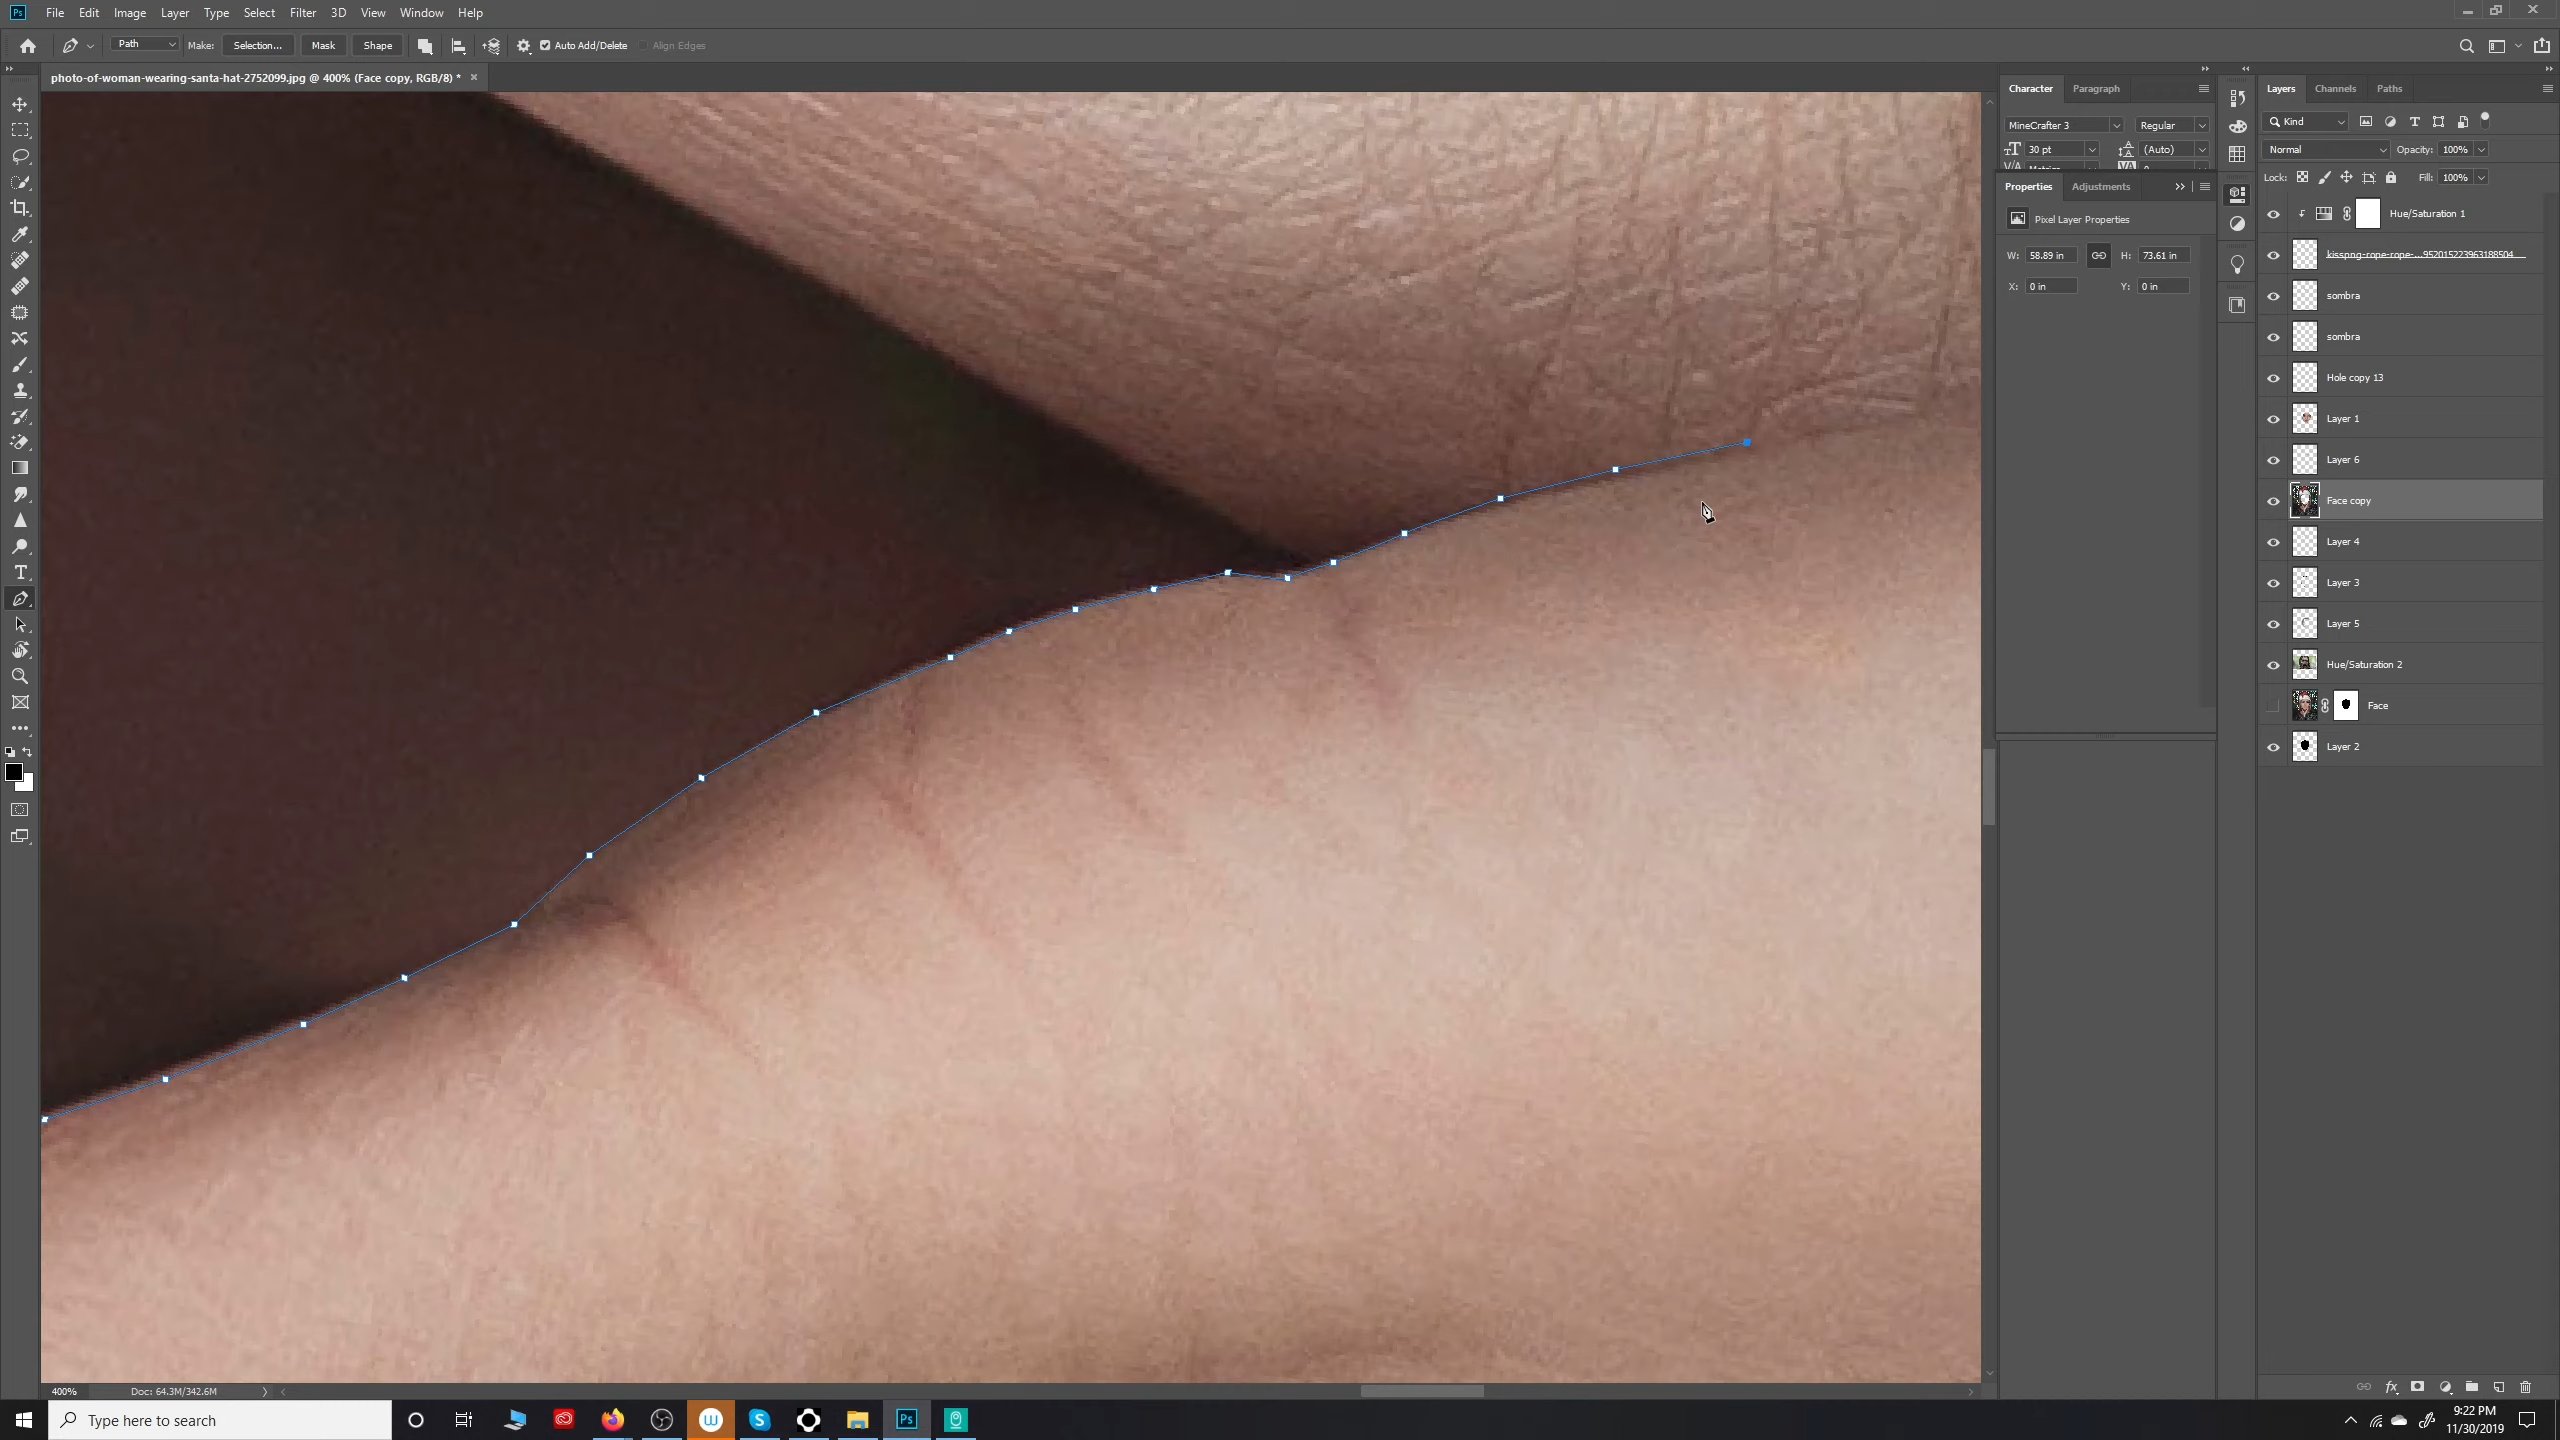 Ps File Edit Image Layer Type Select Filter 3D View Window Help
Path Make: Selection... Mask Shape Auto Add/Delete Align Edges
photo-of-woman-wearing-santa-hat-2752099.jpg @ 400% (Face copy, RGB/8) *
Character Paragraph
MineCrafter 3 Regular
30 pt (Auto)
Properties Adjustments
Pixel Layer Properties
W: 58.89 in H: 73.61 in
X: 0 in Y: 0 in
Layers Channels Paths
Kind
Normal Opacity: 100%
Lock: Fill: 100%
Hue/Saturation 1
kisspng-rope-rope-...952015223963188504
sombra
sombra
Hole copy 13
Layer 1
Layer 6
Face copy
Layer 4
Layer 3
Layer 5
Hue/Saturation 2
Face
Layer 2
400% Doc: 64.3M/342.6M
Type here to search
9:22 PM
11/30/2019